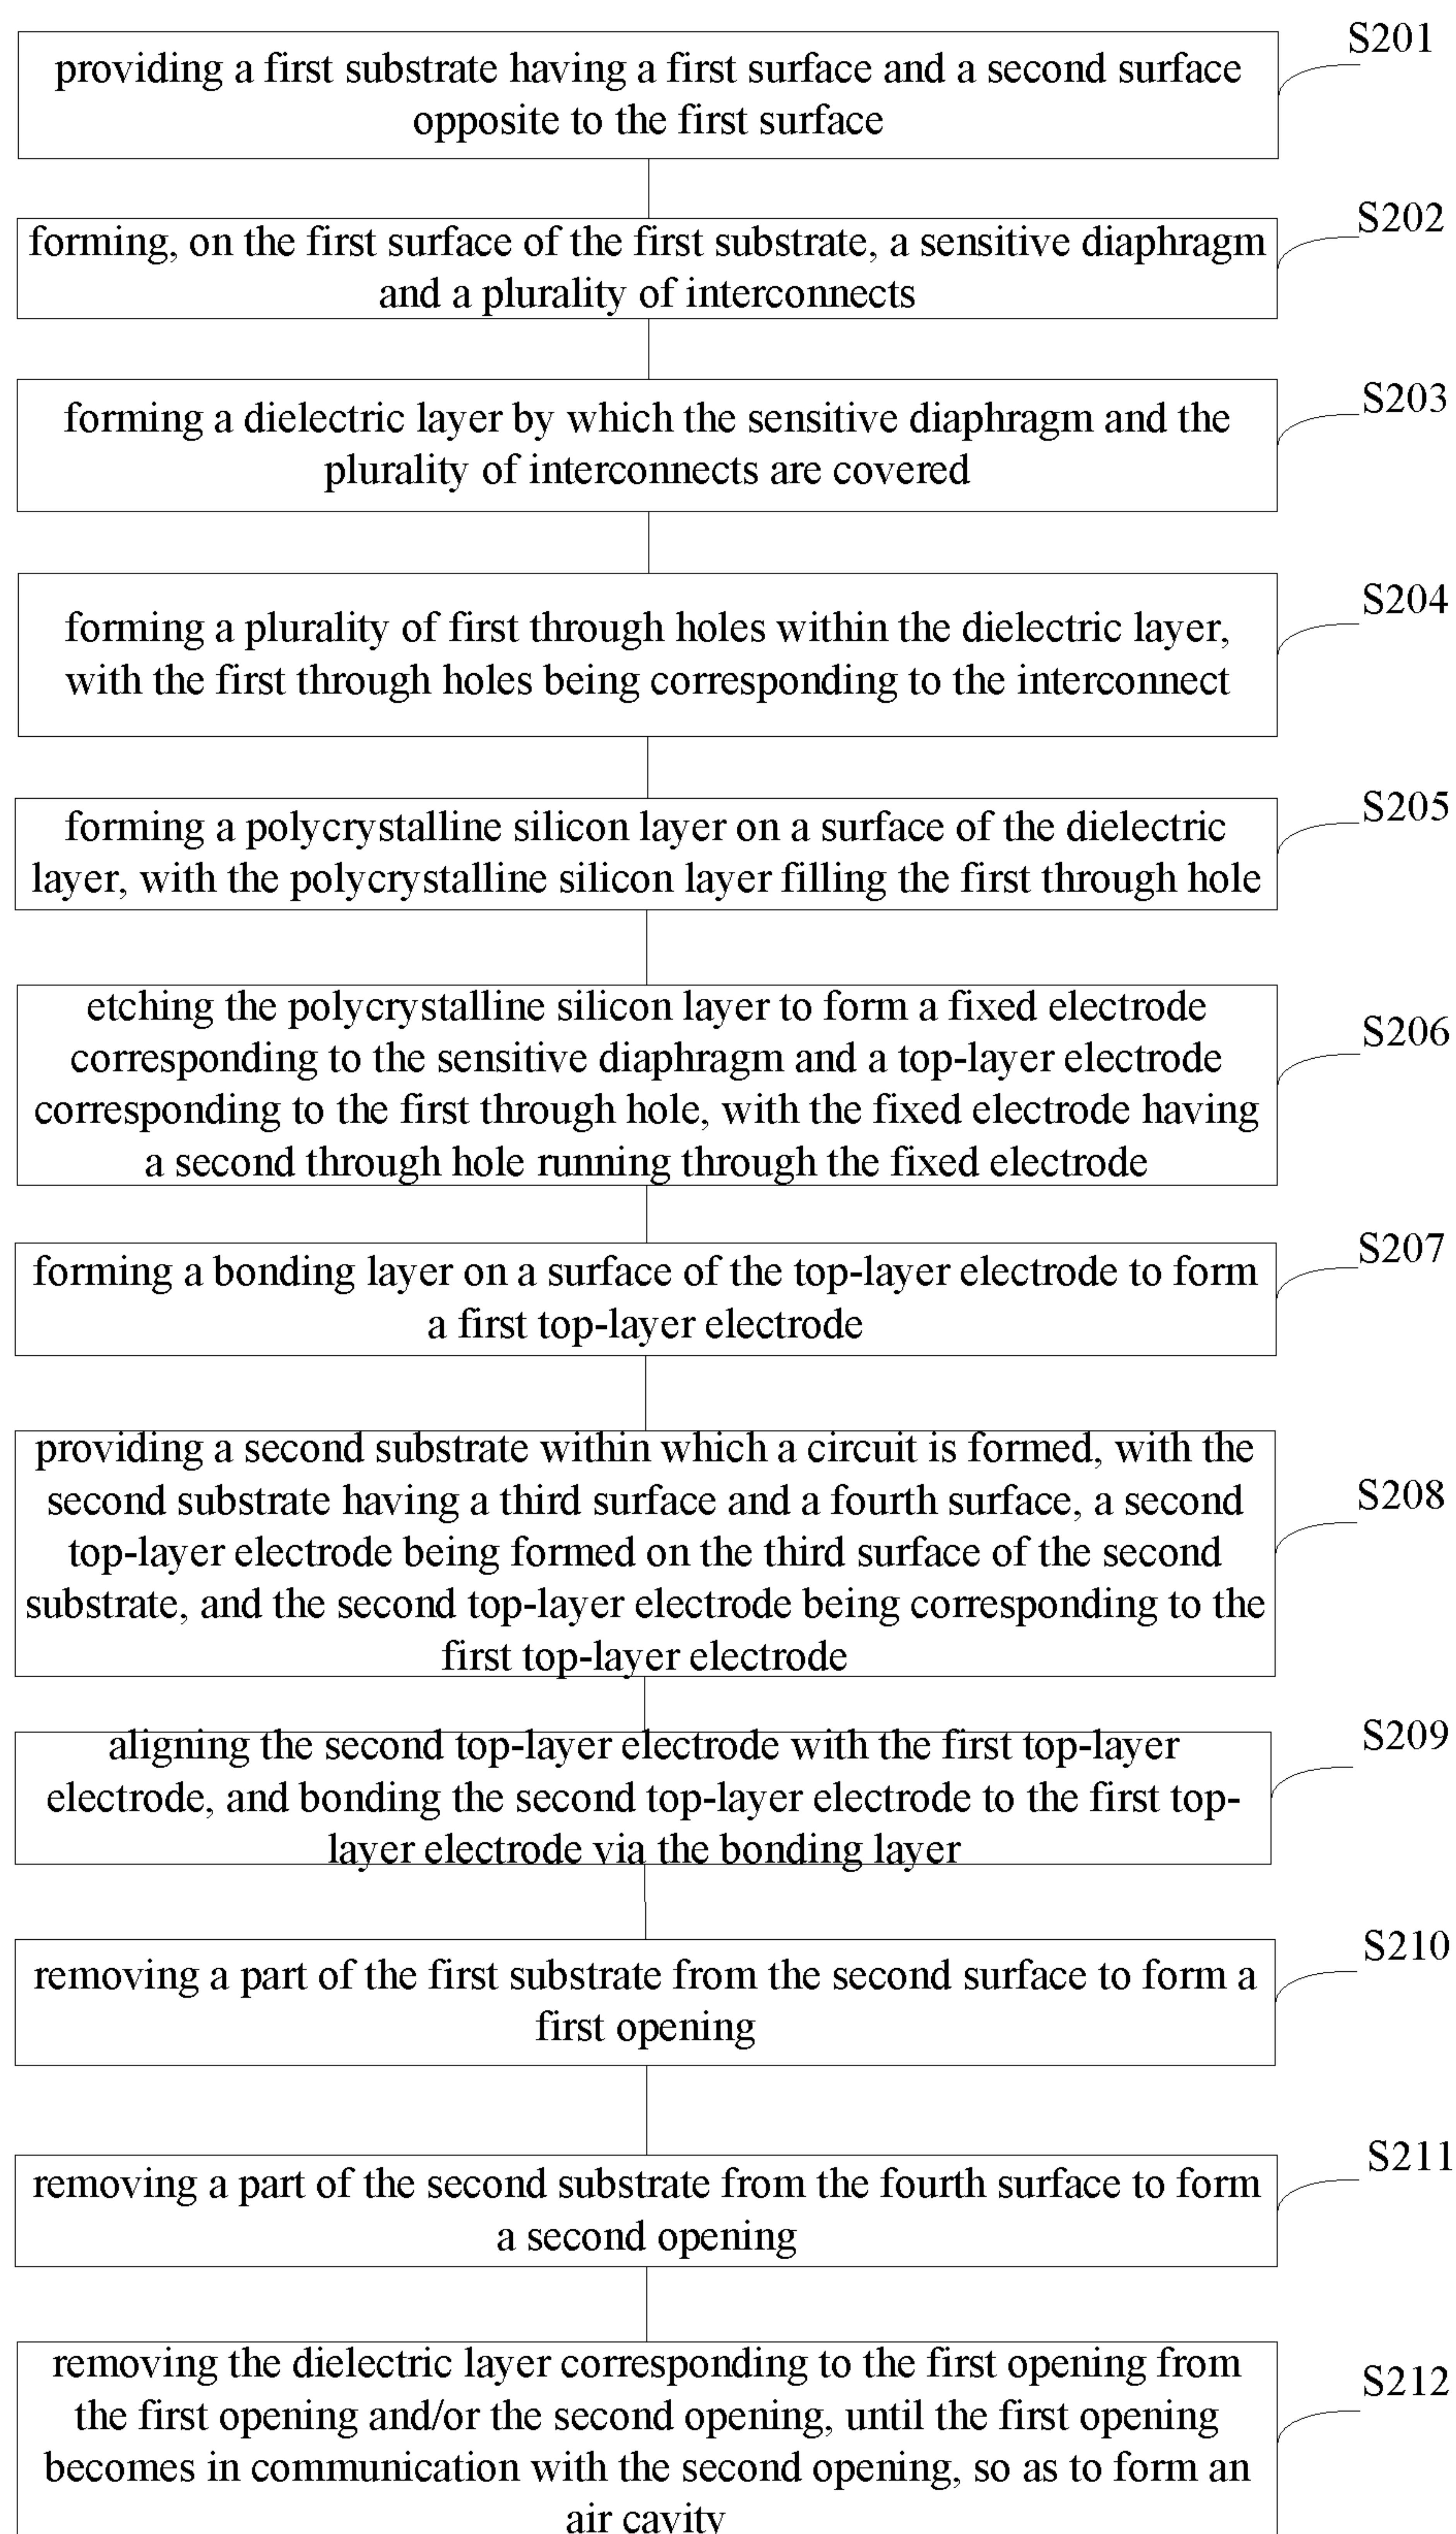 S201
providing a first substrate having a first surface and a second surface
opposite to the first surface
S202
forming, on the first surface of the first substrate, a sensitive diaphragm
and a plurality of interconnects
S203
forming a dielectric layer by which the sensitive diaphragm and the
plurality of interconnects are covered
S204
forming a plurality of first through holes within the dielectric layer,
with the first through holes being corresponding to the interconnect
S205
forming a polycrystalline silicon layer on a surface of the dielectric
layer, with the polycrystalline silicon layer filling the first through hole
S206
etching the polycrystalline silicon layer to form a fixed electrode
corresponding to the sensitive diaphragm and a top-layer electrode
corresponding to the first through hole, with the fixed electrode having
a second through hole running through the fixed electrode
S207
forming a bonding layer on a surface of the top-layer electrode to form
a first top-layer electrode
S208
providing a second substrate within which a circuit is formed, with the
second substrate having a third surface and a fourth surface, a second
top-layer electrode being formed on the third surface of the second
substrate, and the second top-layer electrode being corresponding to the
first top-layer electrode
S209
aligning the second top-layer electrode with the first top-layer
electrode, and bonding the second top-layer electrode to the first top-
layer electrode via the bonding layer
S210
removing a part of the first substrate from the second surface to form a
first opening
S211
removing a part of the second substrate from the fourth surface to form
a second opening
S212
removing the dielectric layer corresponding to the first opening from
the first opening and/or the second opening, until the first opening
becomes in communication with the second opening, so as to form an
air cavity